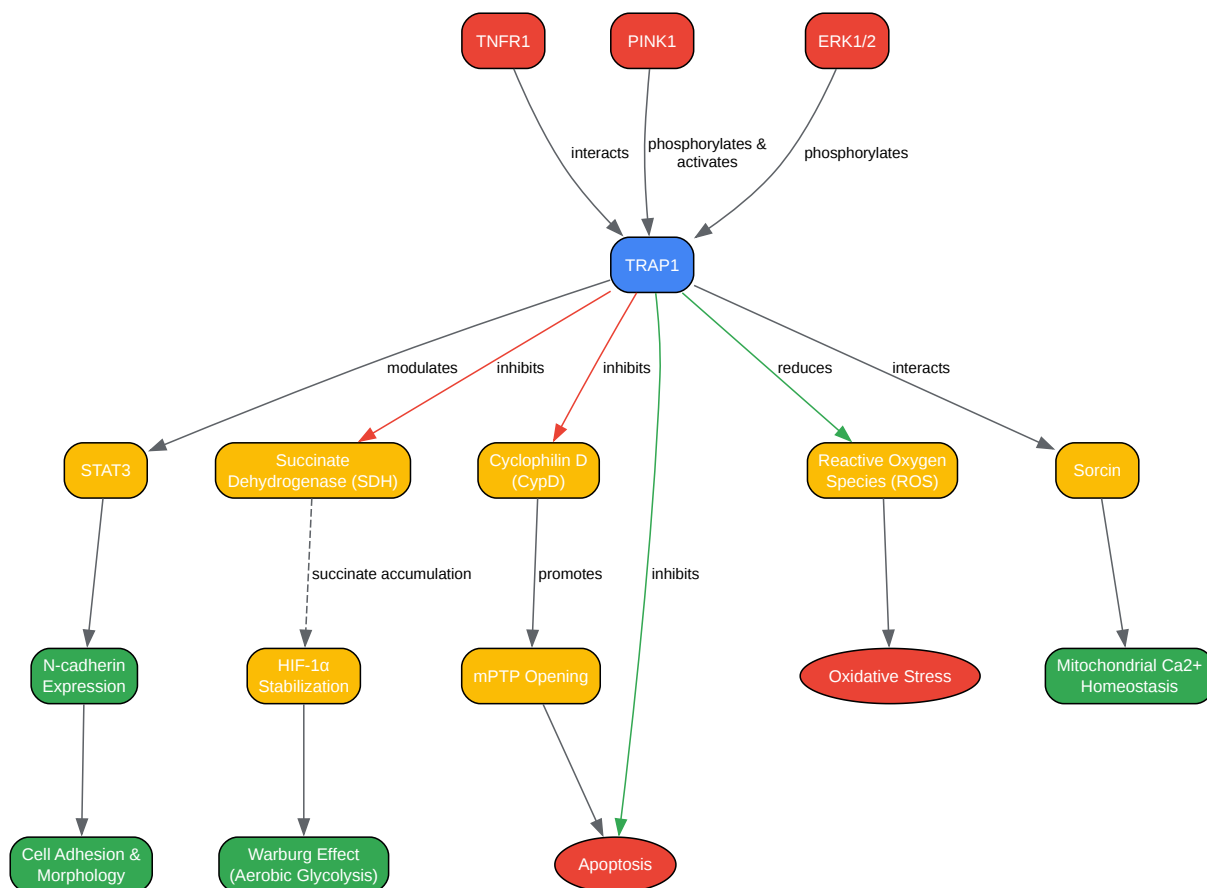 TNFR1
PINK1
ERK1/2
interacts
phosphorylates &
activates
phosphorylates
TRAP1
modulates
inhibits
inhibits
reduces
interacts
STAT3
Succinate
Dehydrogenase (SDH)
Cyclophilin D
(CypD)
Reactive Oxygen
Species (ROS)
Sorcin
succinate accumulation
promotes
inhibits
N-cadherin
Expression
HIF-1α
Stabilization
mPTP Opening
Oxidative Stress
Mitochondrial Ca2+
Homeostasis
Cell Adhesion &
Morphology
Warburg Effect
(Aerobic Glycolysis)
Apoptosis